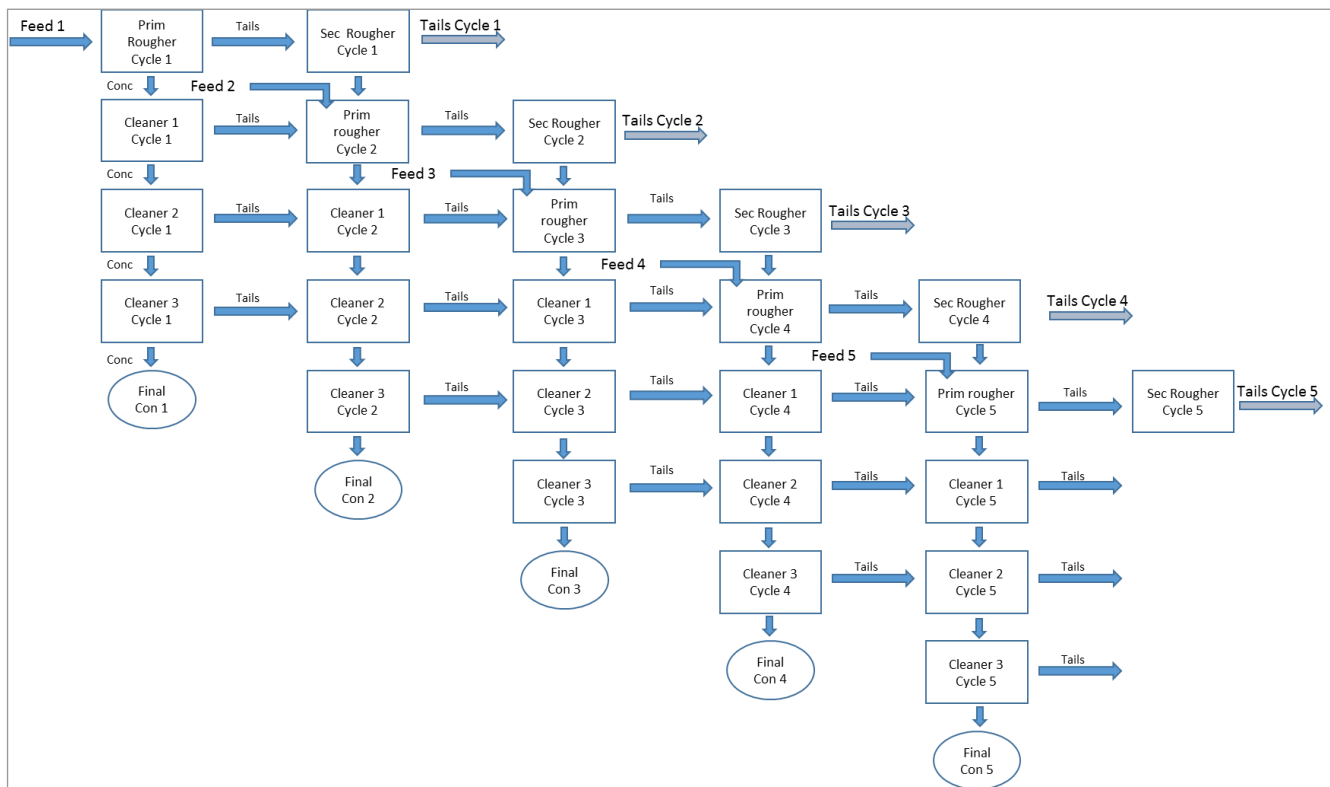 Feed 1
Prim
Rougher
Cycle 1
Tails
Sec Rougher
Cycle 1
Tails Cycle 1
Conc
Feed 2
Cleaner 1
Cycle 1
Tails
Prim
rougher
Cycle 2
Tails
Sec Rougher
Cycle 2
Tails Cycle 2
Conc
Feed 3
Cleaner 2
Cycle 1
Tails
Cleaner 1
Cycle 2
Tails
Prim
rougher
Cycle 3
Tails
Sec Rougher
Cycle 3
Tails Cycle 3
Conc
Feed 4
Cleaner 3
Cycle 1
Tails
Cleaner 2
Cycle 2
Tails
Cleaner 1
Cycle 3
Tails
Prim
rougher
Cycle 4
Tails
Sec Rougher
Cycle 4
Tails Cycle 4
Conc
Feed 5
Final
Con 1
Cleaner 3
Cycle 2
Tails
Cleaner 2
Cycle 3
Tails
Cleaner 1
Cycle 4
Tails
Prim rougher
Cycle 5
Tails
Sec Rougher
Cycle 5
Tails Cycle 5
Final
Con 2
Cleaner 3
Cycle 3
Tails
Cleaner 2
Cycle 4
Tails
Cleaner 1
Cycle 5
Tails
Final
Con 3
Cleaner 3
Cycle 4
Tails
Cleaner 2
Cycle 5
Tails
Final
Con 4
Cleaner 3
Cycle 5
Tails
Final
Con 5